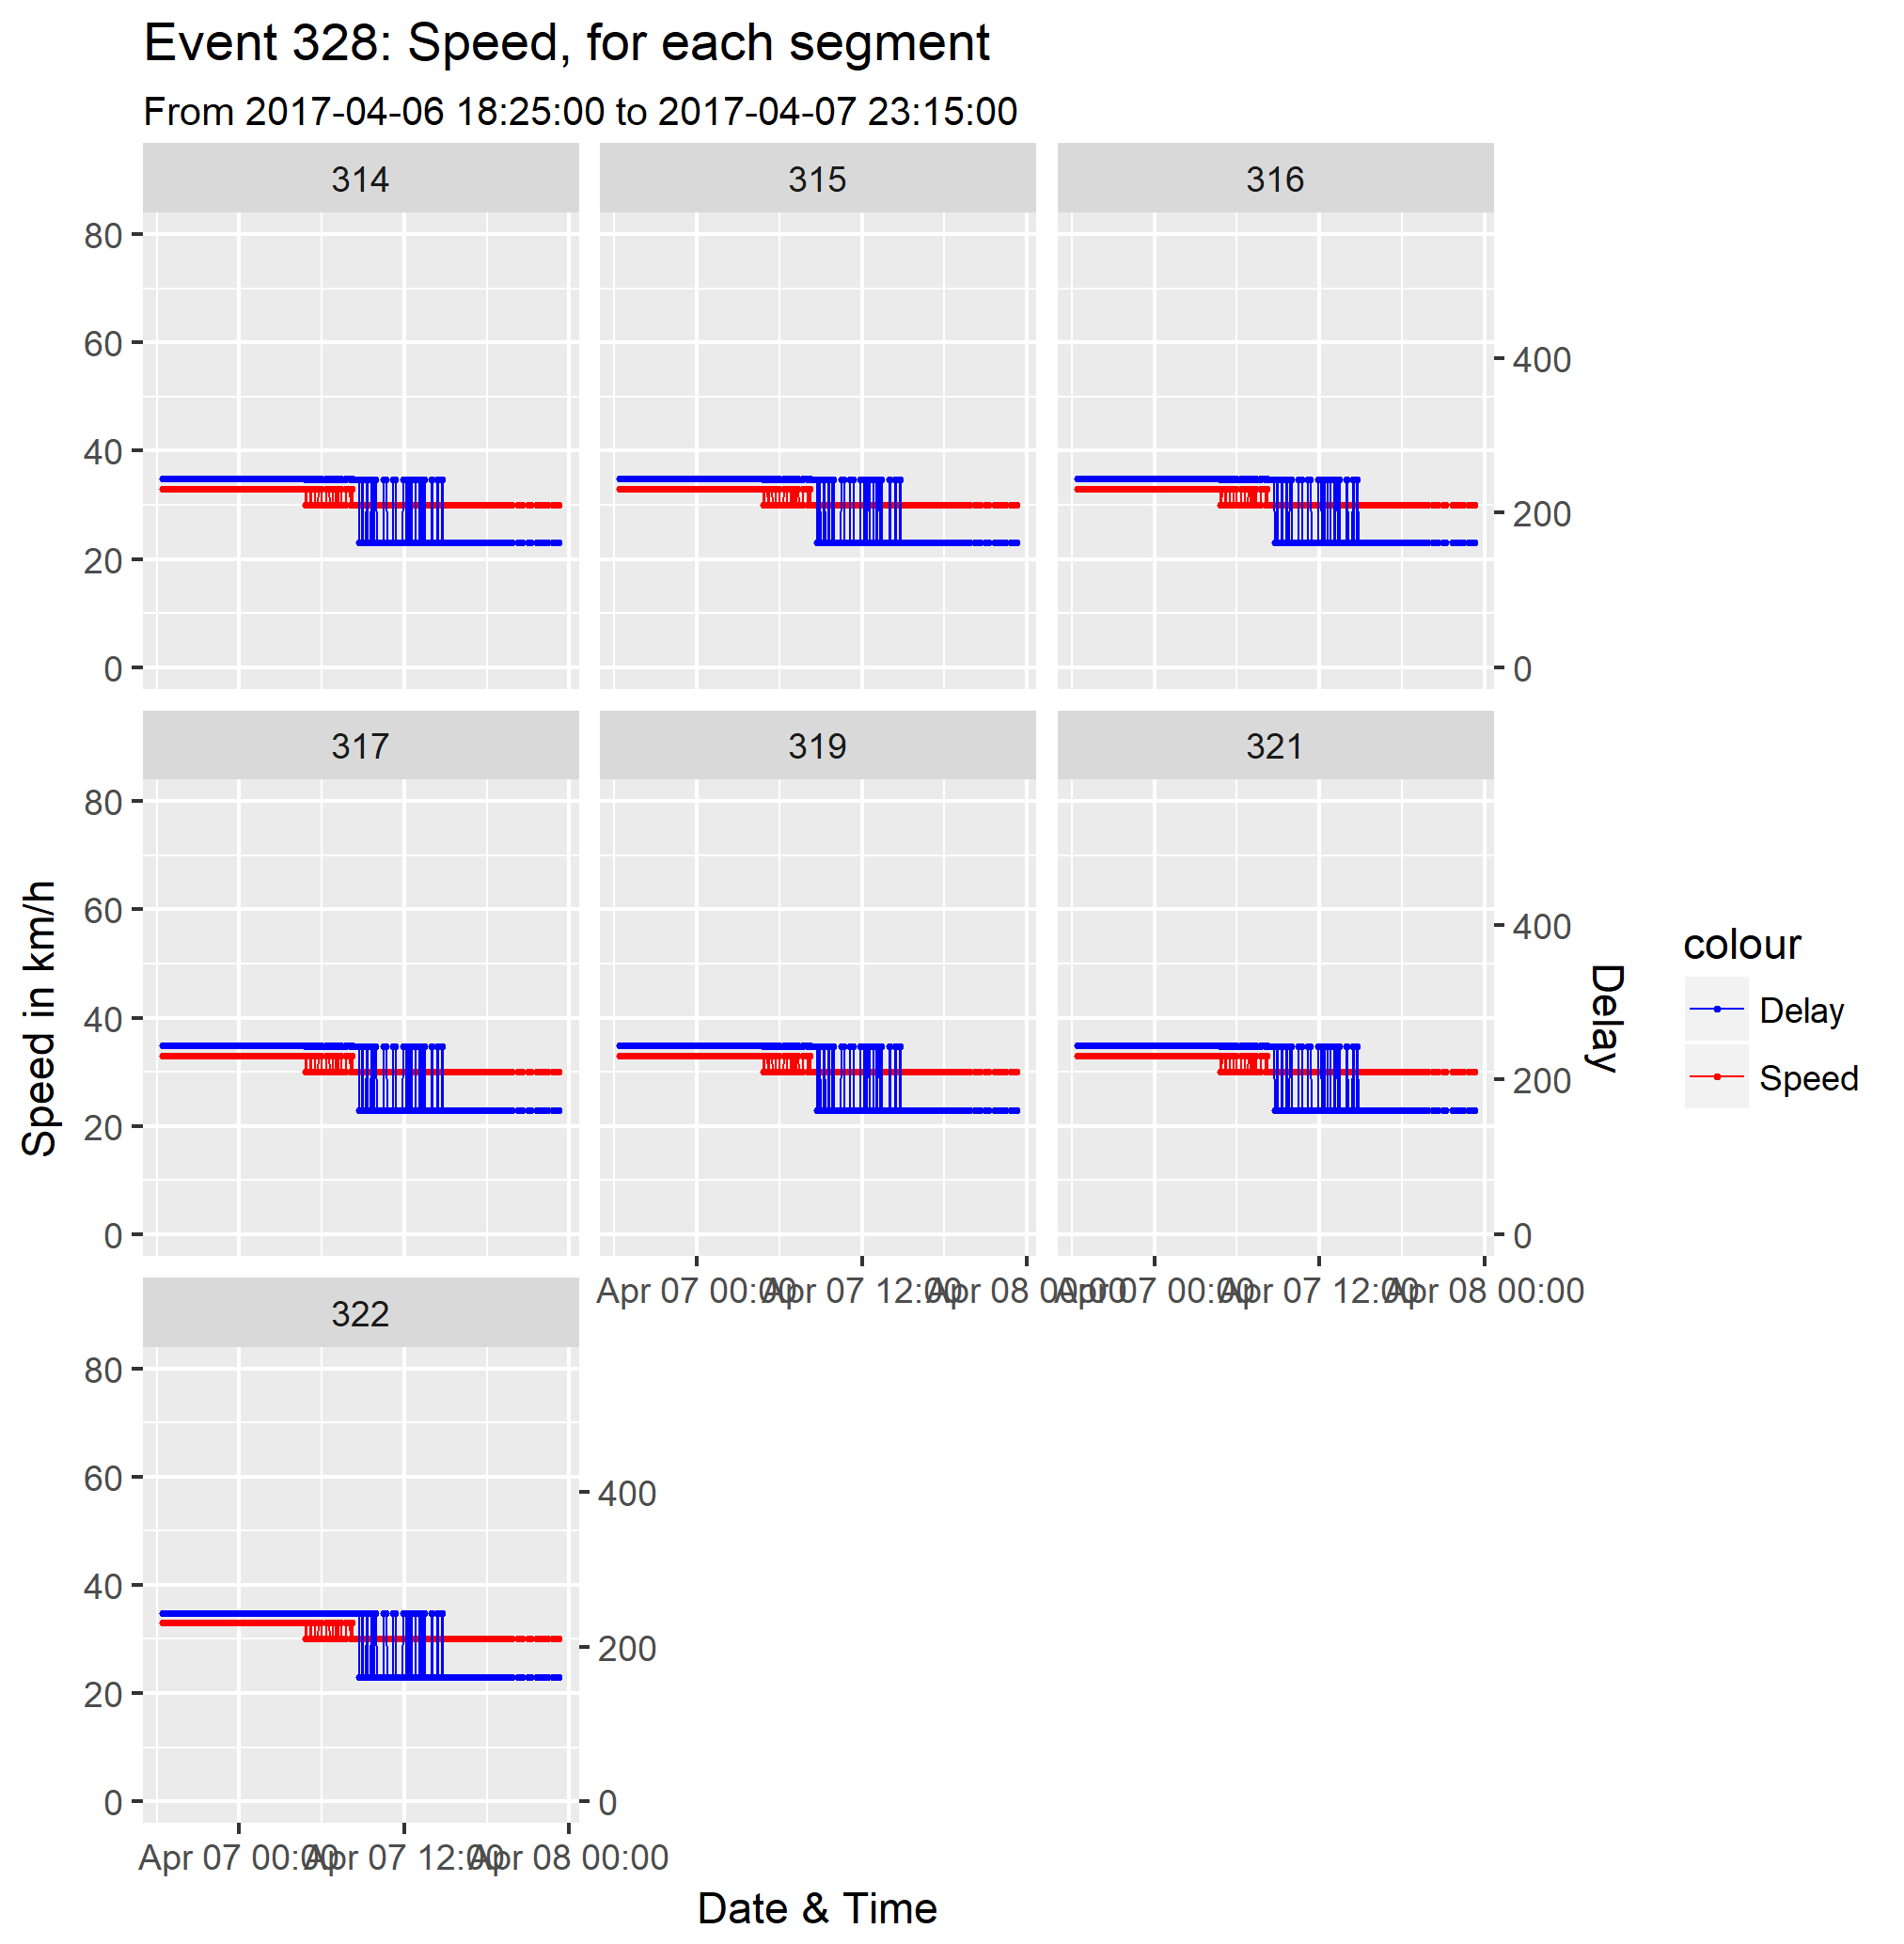 Event 328: Speed, for each segment
From 2017-04-06 18:25:00 to 2017-04-07 23:15:00
314 315 316
80
60
40
20
0
400
200
0
317 319 321
80
60
40
20
0
400
200
0
Apr 07 00:00 Apr 07 12:00 Apr 08 00:00 Apr 07 00:00 Apr 07 12:00 Apr 08 00:00
322
80
60
40
20
0
400
200
0
Apr 07 00:00 Apr 07 12:00 Apr 08 00:00
Date & Time
Speed in km/h
Delay
colour
Delay
Speed